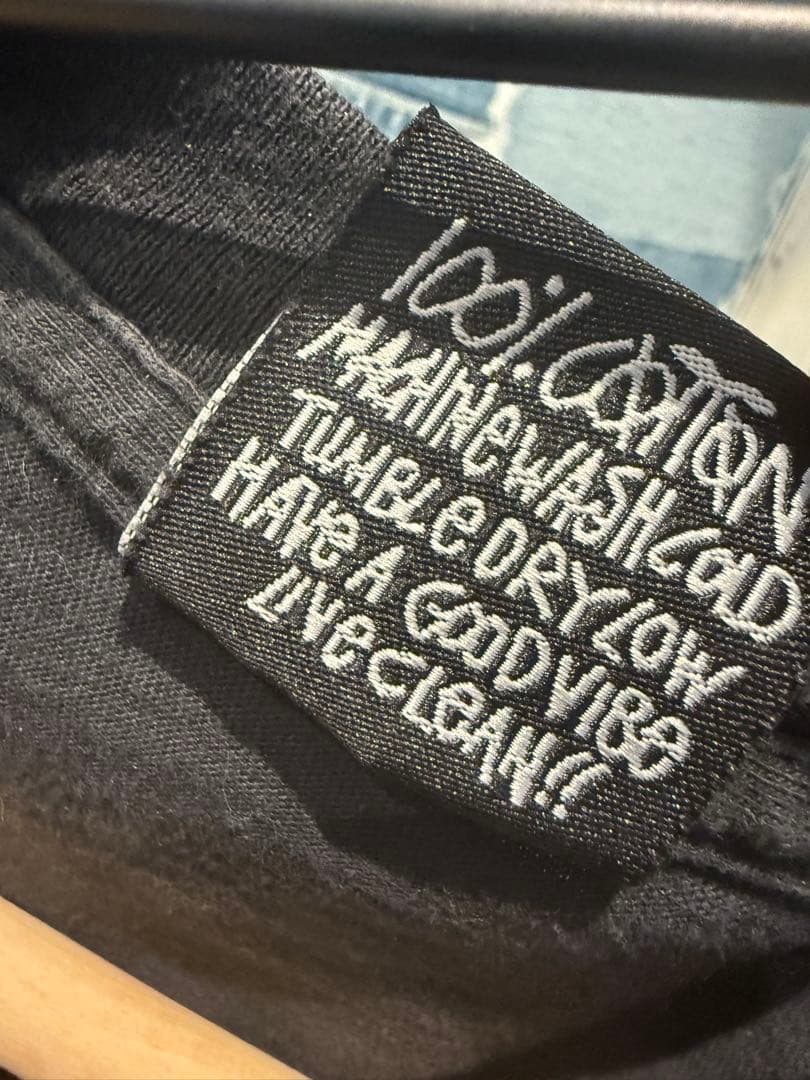 100% COTTON
MACHINe WASH COLD
TUMBLe DRY LOW
HAVe A GOOD VIBe
LIVe CLeAN!!